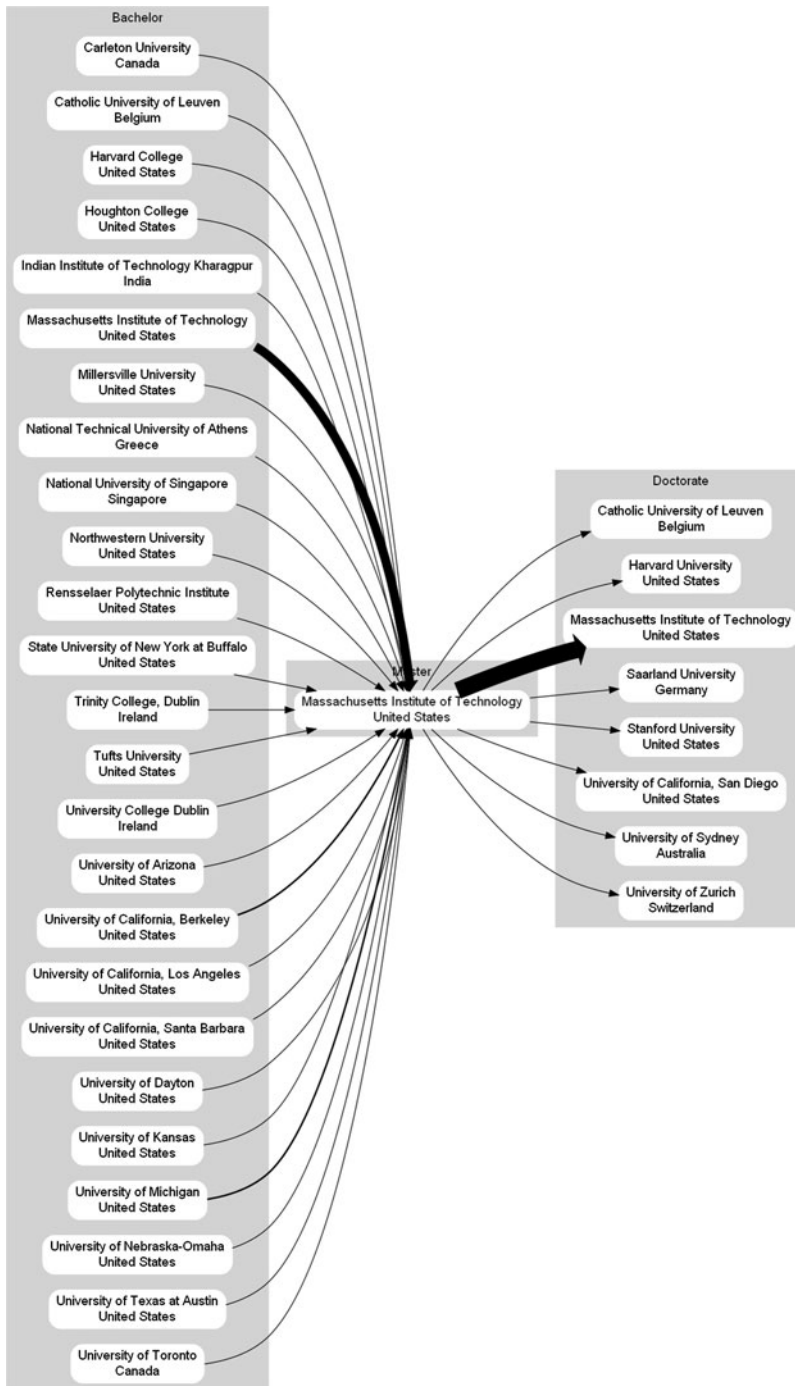 Bachelor
Carleton University
Canada
Catholic University of Leuven
Belgium
Harvard College
United States
Houghton College
United States
Indian Institute of Technology Kharagpur
India
Massachusetts Institute of Technology
United States
Millersville University
United States
National Technical University of Athens
Greece
National University of Singapore
Singapore
Northwestern University
United States
Rensselaer Polytechnic Institute
United States
State University of New York at Buffalo
United States
Trinity College, Dublin
Ireland
Tufts University
United States
University College Dublin
Ireland
University of Arizona
United States
University of California, Berkeley
United States
University of California, Los Angeles
United States
University of California, Santa Barbara
United States
University of Dayton
United States
University of Kansas
United States
University of Michigan
United States
University of Nebraska-Omaha
United States
University of Texas at Austin
United States
University of Toronto
Canada
Master
Massachusetts Institute of Technology
United States
Doctorate
Catholic University of Leuven
Belgium
Harvard University
United States
Massachusetts Institute of Technology
United States
Saarland University
Germany
Stanford University
United States
University of California, San Diego
United States
University of Sydney
Australia
University of Zurich
Switzerland